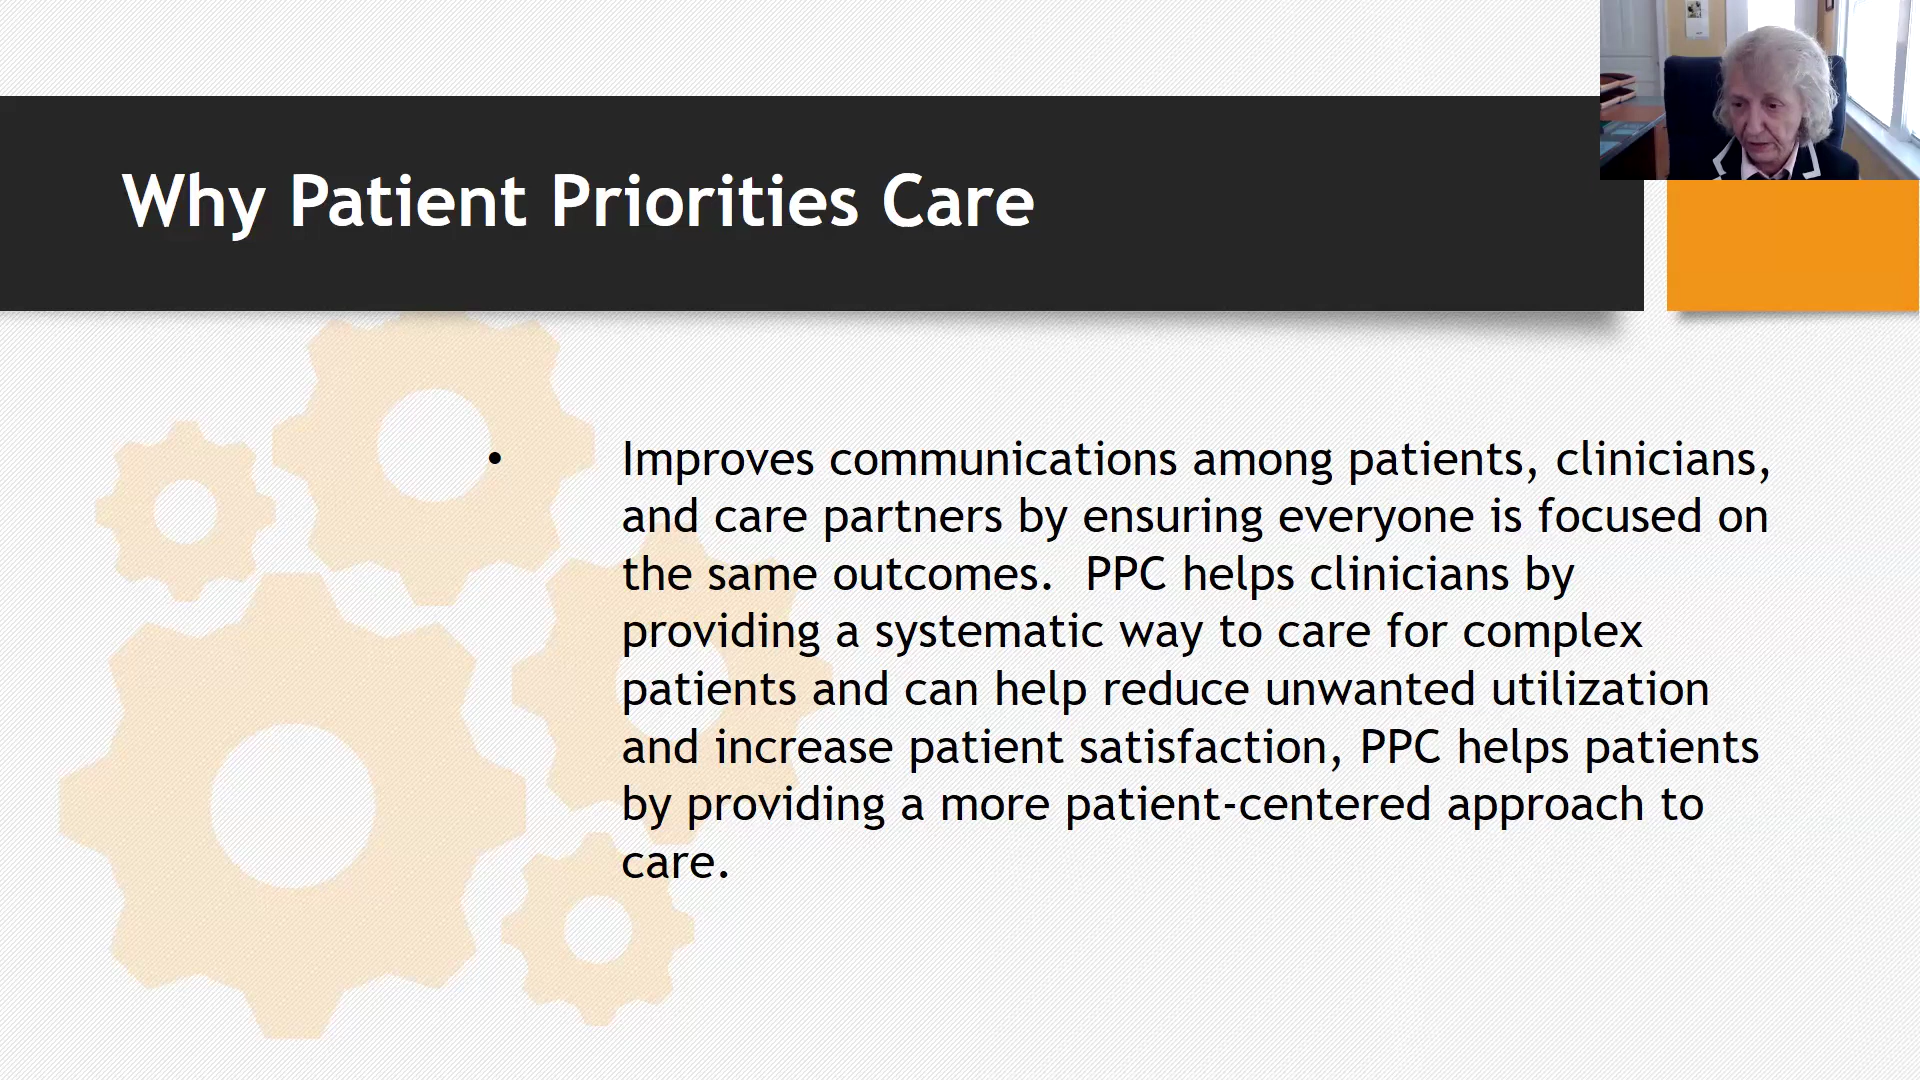 Why Patient Priorities Care
• Improves communications among patients, clinicians,
and care partners by ensuring everyone is focused on
the same outcomes.  PPC helps clinicians by
providing a systematic way to care for complex
patients and can help reduce unwanted utilization
and increase patient satisfaction, PPC helps patients
by providing a more patient-centered approach to
care.